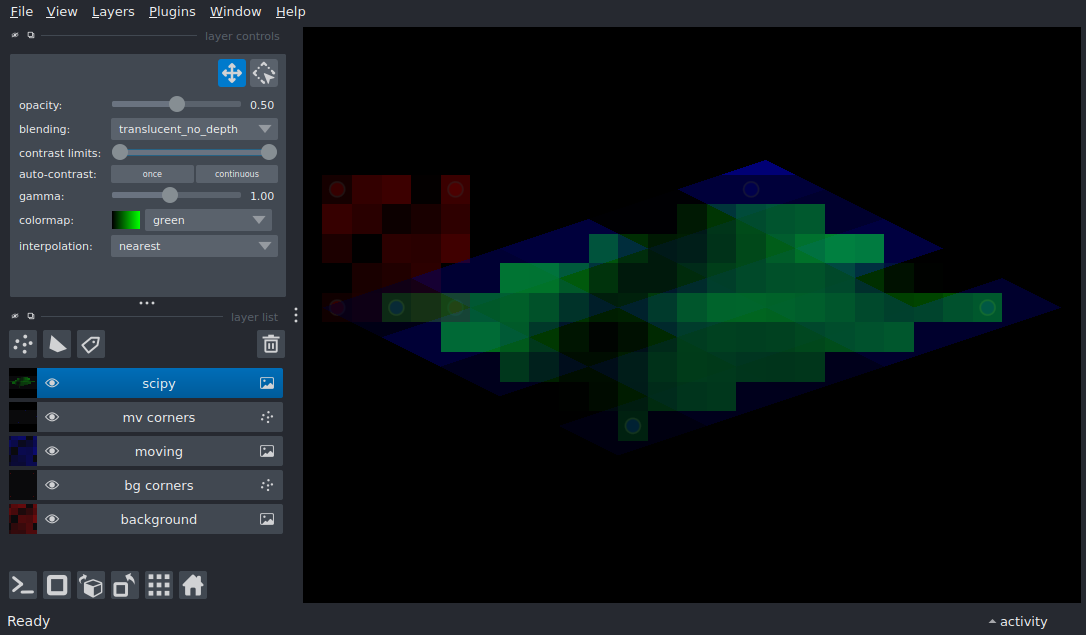 File View Layers Plugins Window Help
layer controls
opacity: 0.50
blending: translucent_no_depth
contrast limits:
auto-contrast: once continuous
gamma: 1.00
colormap: green
interpolation: nearest
layer list
scipy
mv corners
moving
bg corners
background
Ready activity